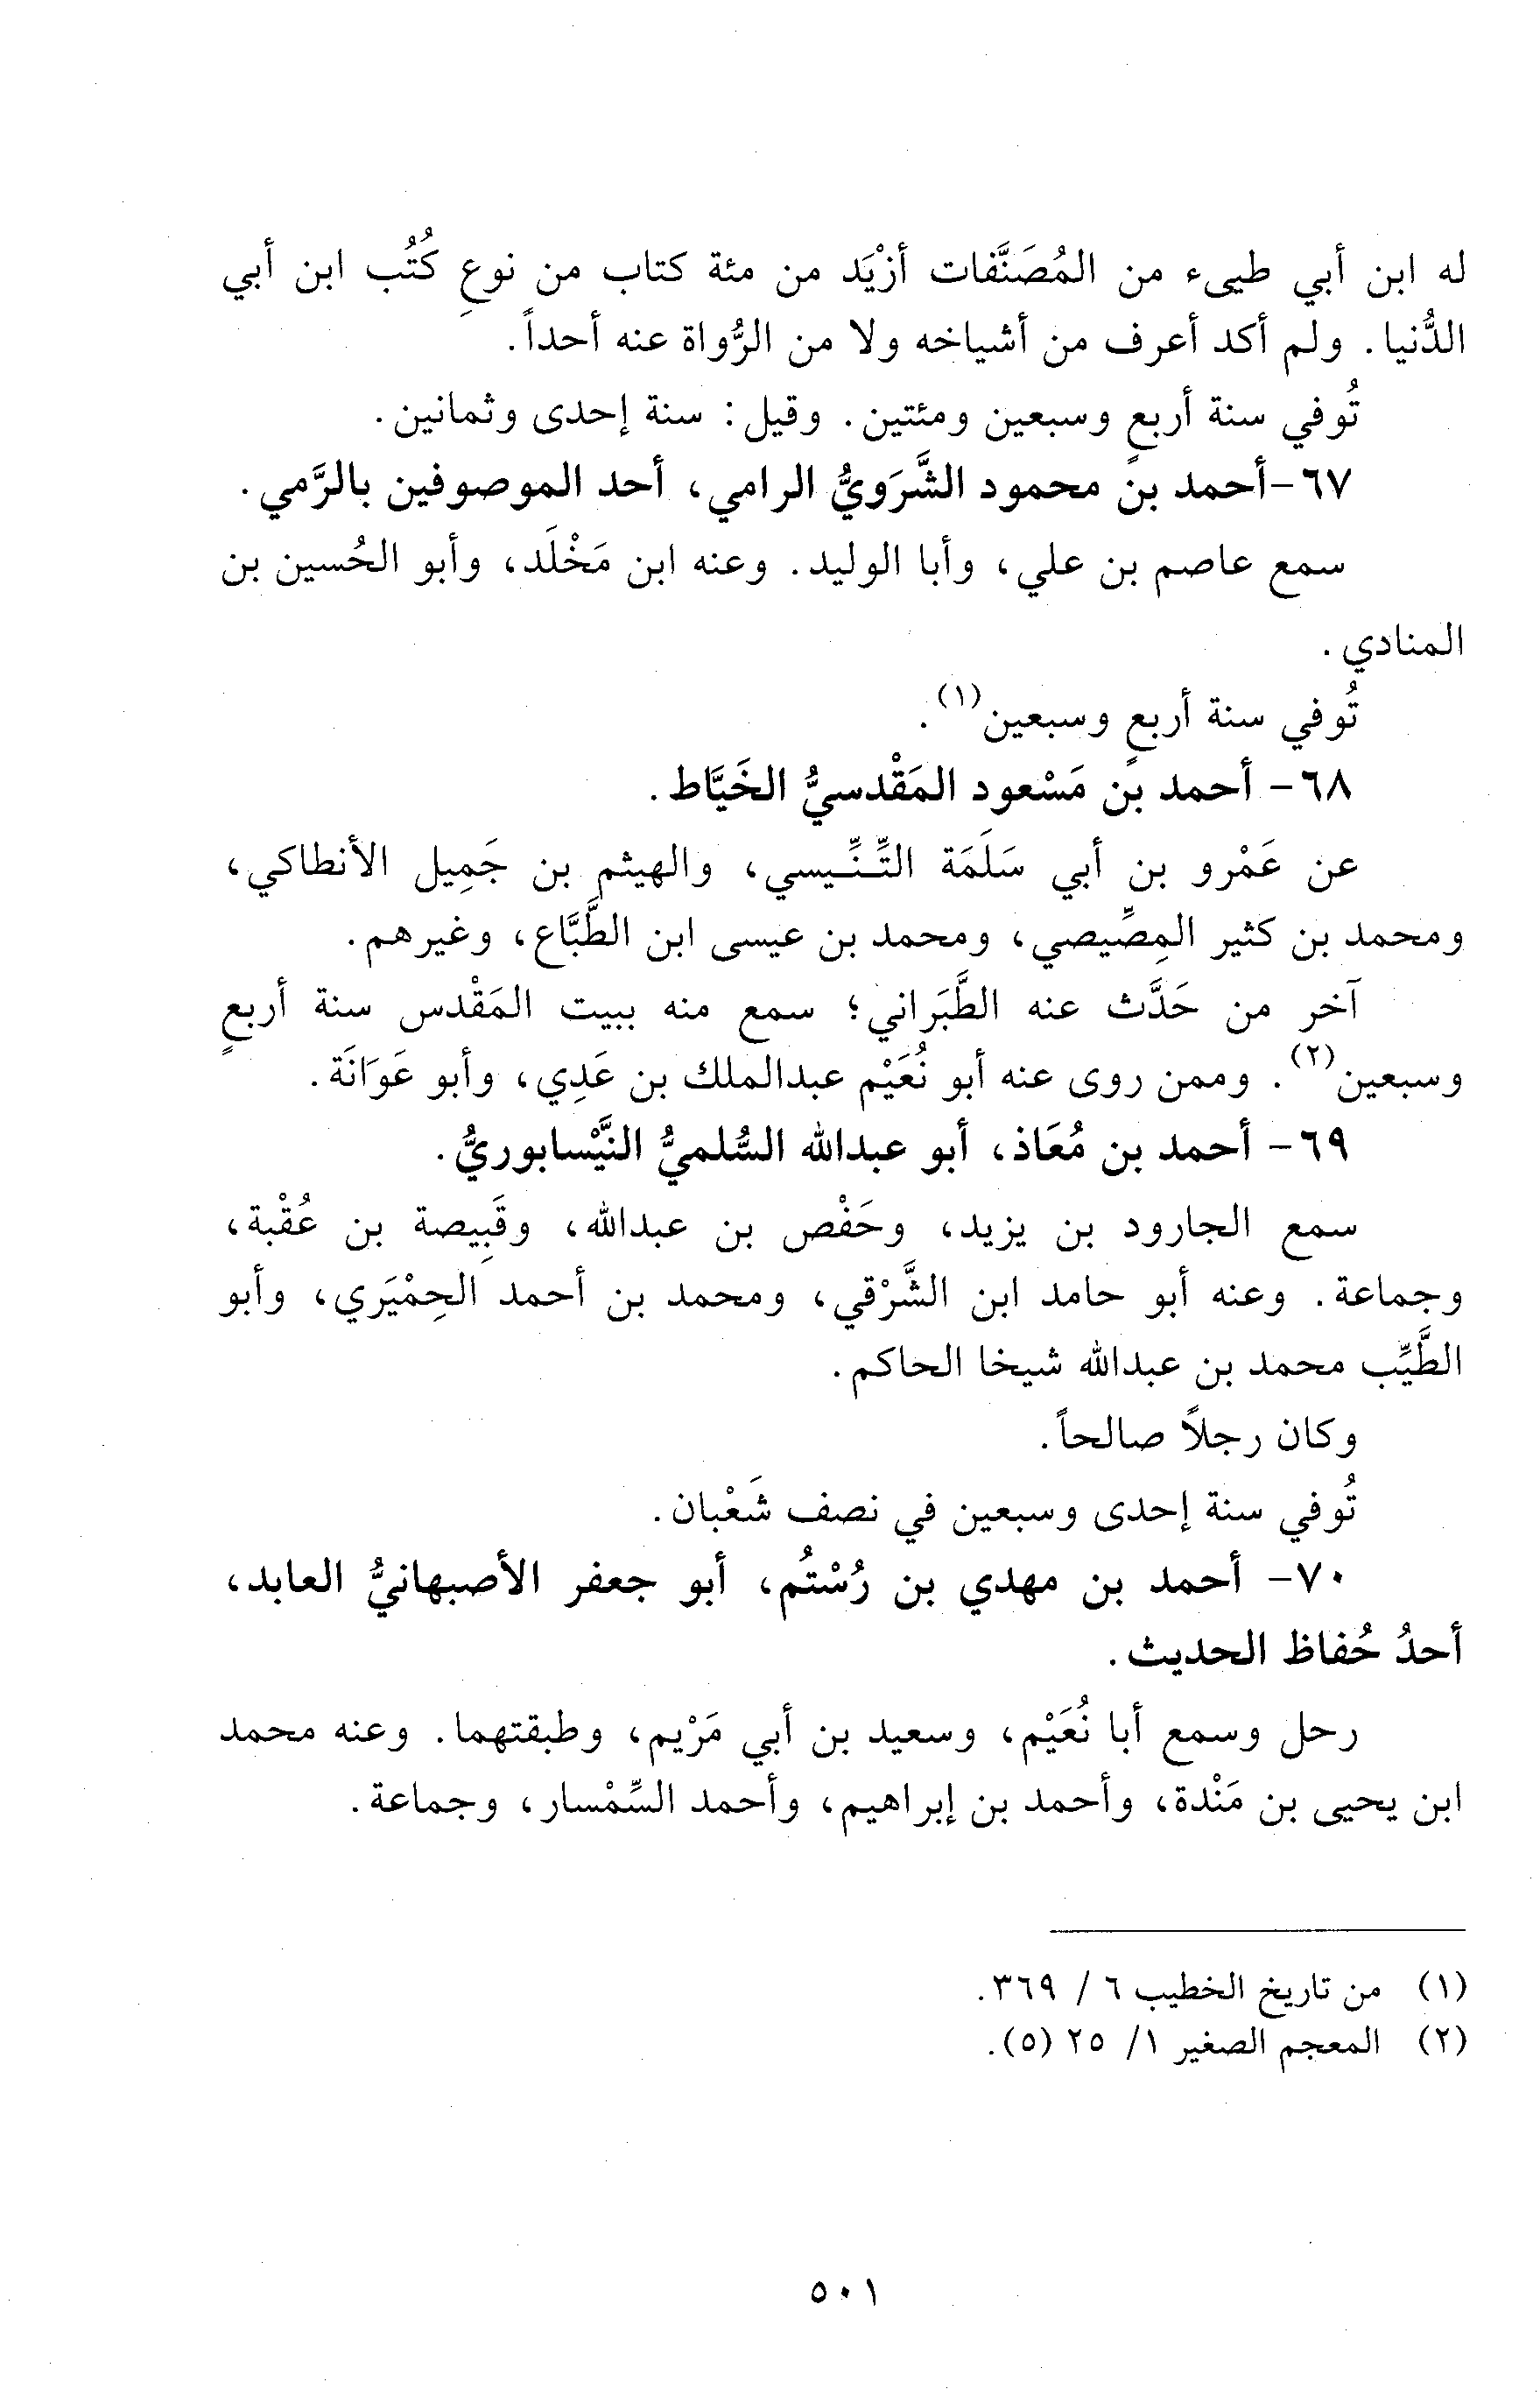 له ابن أبي طيىء من المُصَنَّفات أزْيَد من مئة كتاب من نوعِ كُتُب ابن أبي
الدُّنيا. ولم أكد أعرف من أشياخه ولا من الرُّواة عنه أحداً.
تُوفي سنة أربعٍ وسبعين ومئتين. وقيل: سنة إحدى وثمانين.
٦٧-أحمد بن محمود الشَّرَويُّ الرامي، أحد الموصوفين بالرَّمي.
سمع عاصم بن علي، وأبا الوليد. وعنه ابن مَخْلَد، وأبو الحُسين بن
المنادي.
تُوفي سنة أربعٍ وسبعين(١).
٦٨- أحمد بن مَسْعود المَقْدسيُّ الخَيَّاط.
عن عَمْرو بن أبي سَلَمَة التِّـنِّـيسي، والهيثم بن جَمِيل الأنطاكي،
ومحمد بن كثير المِصِّيصي، ومحمد بن عيسى ابن الطَّبَّاع، وغيرهم.
آخر من حَدَّث عنه الطَّبَراني؛ سمع منه ببيت المَقْدس سنة أربعٍ
وسبعين(٢). وممن روى عنه أبو نُعَيْم عبدالملك بن عَدِي، وأبو عَوَانَة.
٦٩- أحمد بن مُعَاذ، أبو عبدالله السُّلميُّ النَّيْسابوريُّ.
سمع الجارود بن يزيد، وحَفْص بن عبدالله، وقَبِيصة بن عُقْبة،
وجماعة. وعنه أبو حامد ابن الشَّرْقي، ومحمد بن أحمد الحِمْيَري، وأبو
الطَّيِّب محمد بن عبدالله شيخا الحاكم.
وكان رجلاً صالحاً.
تُوفي سنة إحدى وسبعين في نصف شَعْبان.
٧٠- أحمد بن مهدي بن رُسْتُم، أبو جعفر الأصبهانيُّ العابد،
أحدُ حُفاظ الحديث.
رحل وسمع أبا نُعَيْم، وسعيد بن أبي مَرْيم، وطبقتهما. وعنه محمد
ابن يحيى بن مَنْدة، وأحمد بن إبراهيم، وأحمد السِّمْسار، وجماعة.
(١) من تاريخ الخطيب ٦ / ٣٦٩.
(٢) المعجم الصغير ١/ ٢٥ (٥).
٥٠١